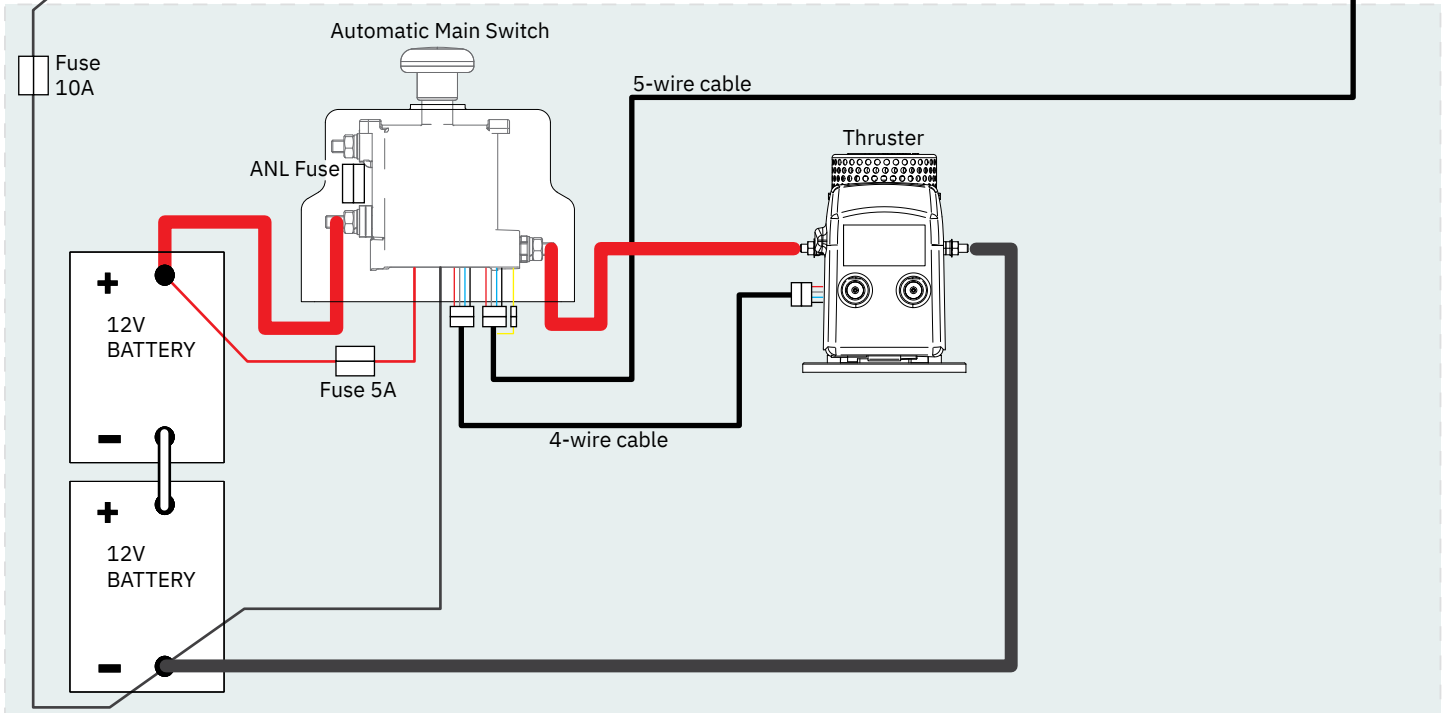 Automatic Main Switch
Fuse
10A
5-wire cable
Thruster
ANL Fuse
+
12V
BATTERY
-
Fuse 5A
4-wire cable
+
12V
BATTERY
-